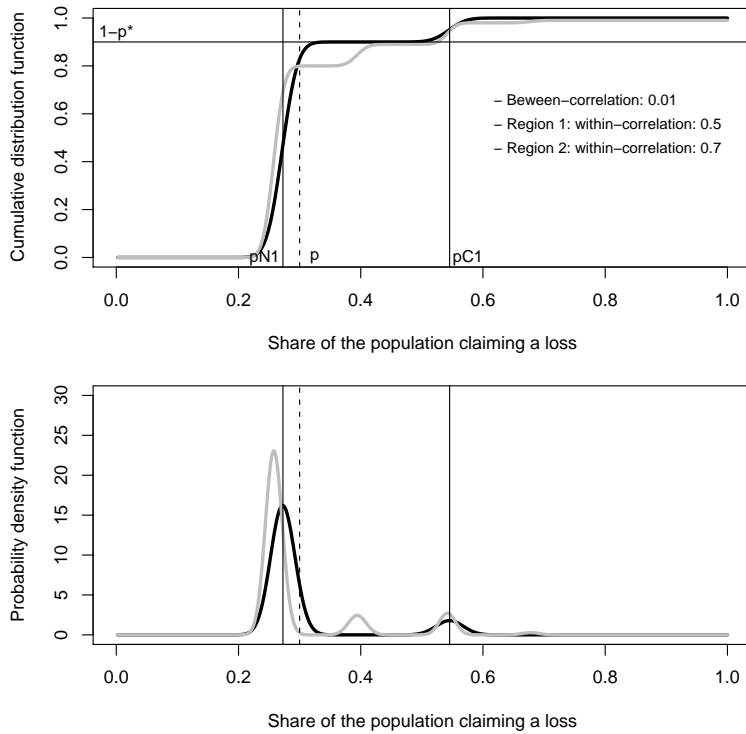 Cumulative distribution function
1.0
0.8
0.6
0.4
0.2
0.0
1−p*
− Beween−correlation: 0.01
− Region 1: within−correlation: 0.5
− Region 2: within−correlation: 0.7
pN1 p pC1
0.0 0.2 0.4 0.6 0.8 1.0
Share of the population claiming a loss
Probability density function
30
25
20
15
10
5
0
0.0 0.2 0.4 0.6 0.8 1.0
Share of the population claiming a loss